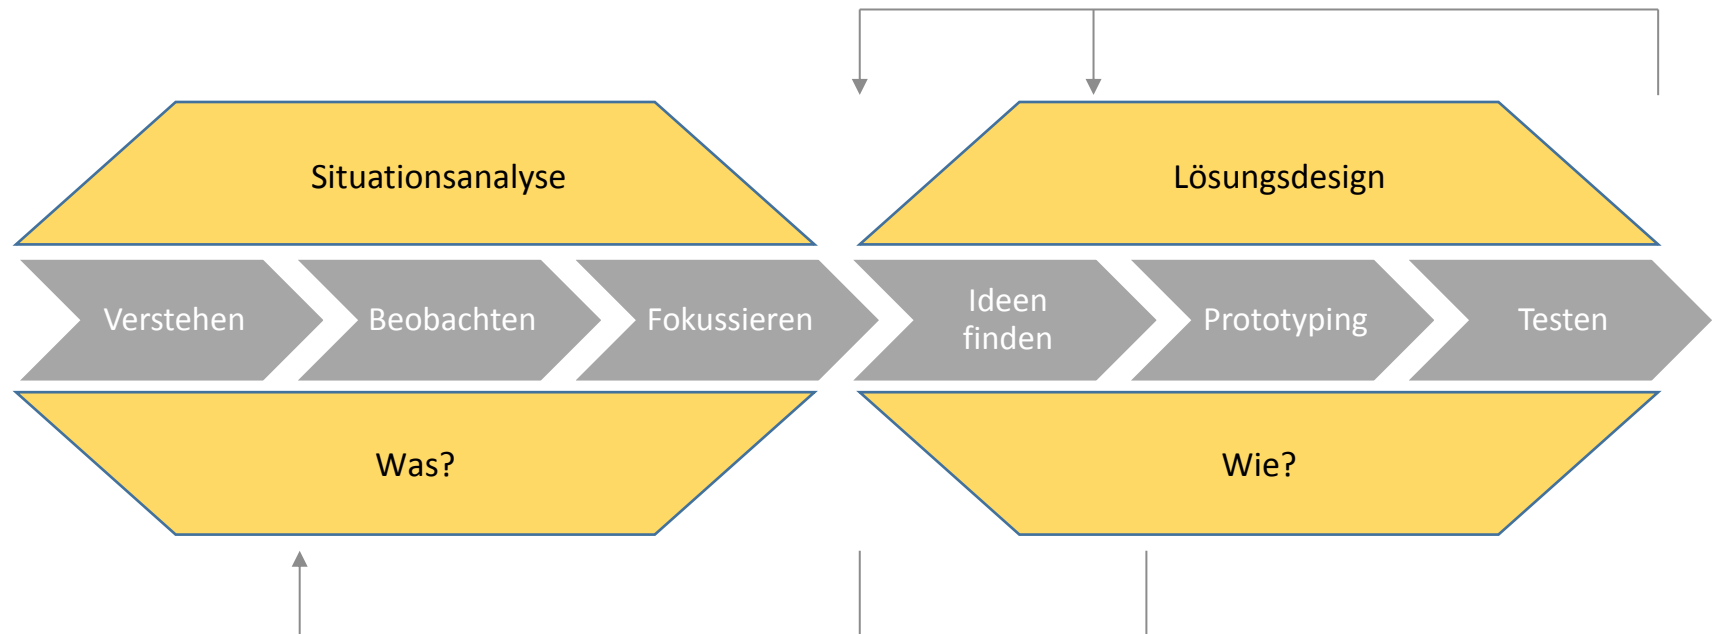 Situationsanalyse
Lösungsdesign
Verstehen
Beobachten
Fokussieren
Ideen
finden
Prototyping
Testen
Was?
Wie?